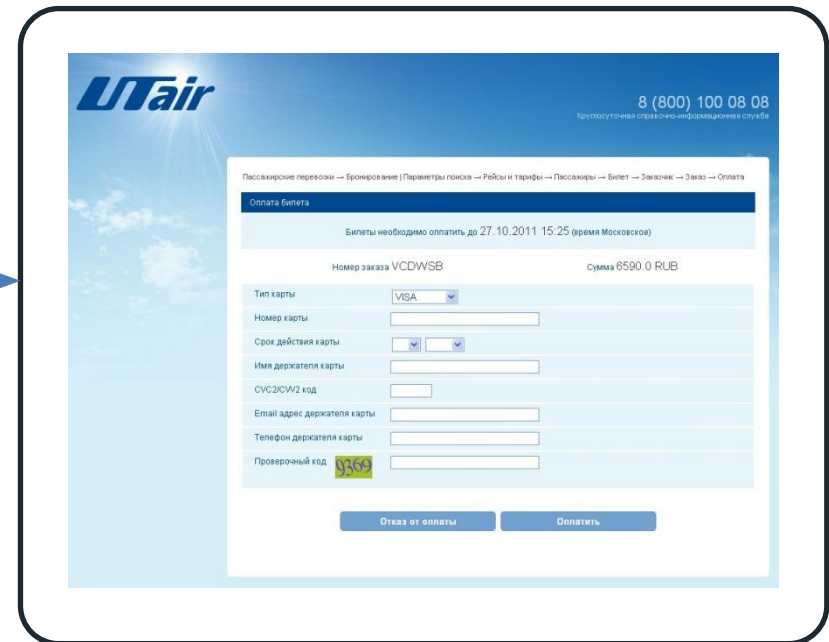 UTair
8 (800) 100 08 08
Круглосуточная справочно-информационная служба
Пассажирские перевозки → Бронирование | Параметры поиска → Рейсы и тарифы → Пассажиры → Билет → Заказчик → Заказ → Оплата
Оплата билета
Билеты необходимо оплатить до 27.10.2011 15:25 (время Московское)
Номер заказа VCDWSB Сумма 6590.0 RUB
Тип карты VISA
Номер карты
Срок действия карты
Имя держателя карты
CVC2/CVV2 код
Email адрес держателя карты
Телефон держателя карты
Проверочный код 9369
Отказ от оплаты Оплатить